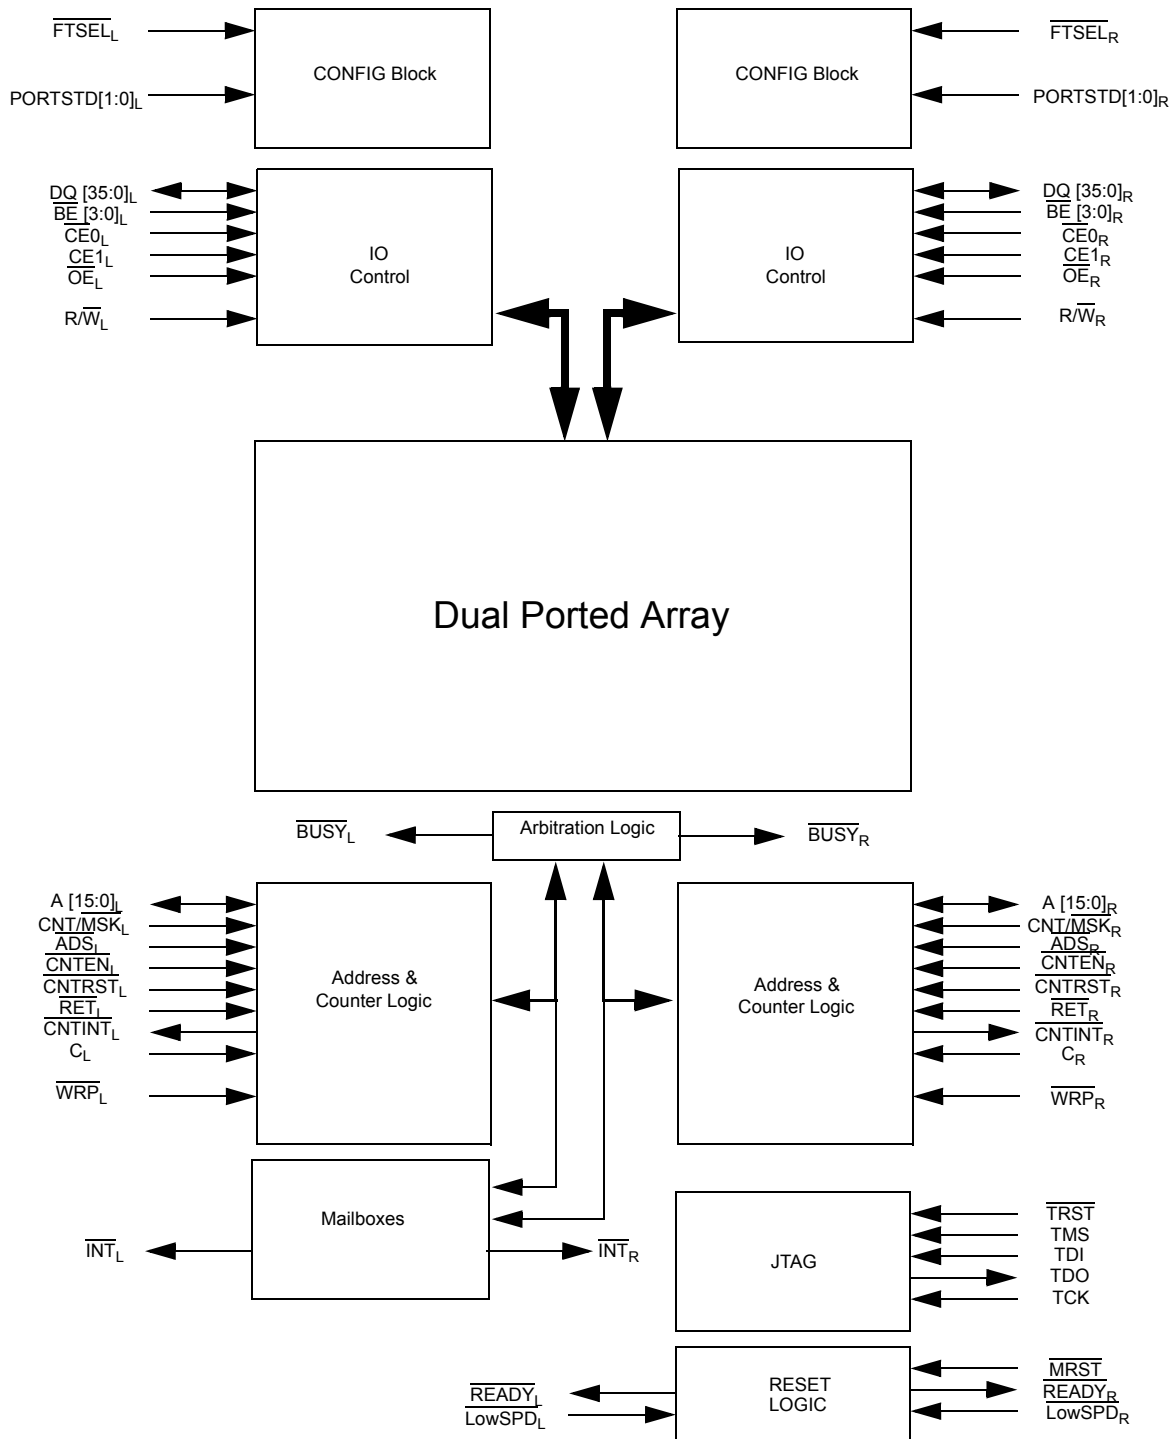 FTSEL_L
CONFIG Block
CONFIG Block
FTSEL_R
PORTSTD[1:0]_L
PORTSTD[1:0]_R
DQ [35:0]_L
BE [3:0]_L
CE0_L
CE1_L
OE_L
R/W_L
IO
Control
IO
Control
DQ [35:0]_R
BE [3:0]_R
CE0_R
CE1_R
OE_R
R/W_R
Dual Ported Array
BUSY_L
Arbitration Logic
BUSY_R
A [15:0]_L
CNT/MSK_L
ADS_L
CNTEN_L
CNTRST_L
RET_L
CNTINT_L
C_L
WRP_L
Address &
Counter Logic
Address &
Counter Logic
A [15:0]_R
CNT/MSK_R
ADS_R
CNTEN_R
CNTRST_R
RET_R
CNTINT_R
C_R
WRP_R
Mailboxes
INT_L
INT_R
JTAG
TRST
TMS
TDI
TDO
TCK
READY_L
LowSPD_L
RESET
LOGIC
MRST
READY_R
LowSPD_R